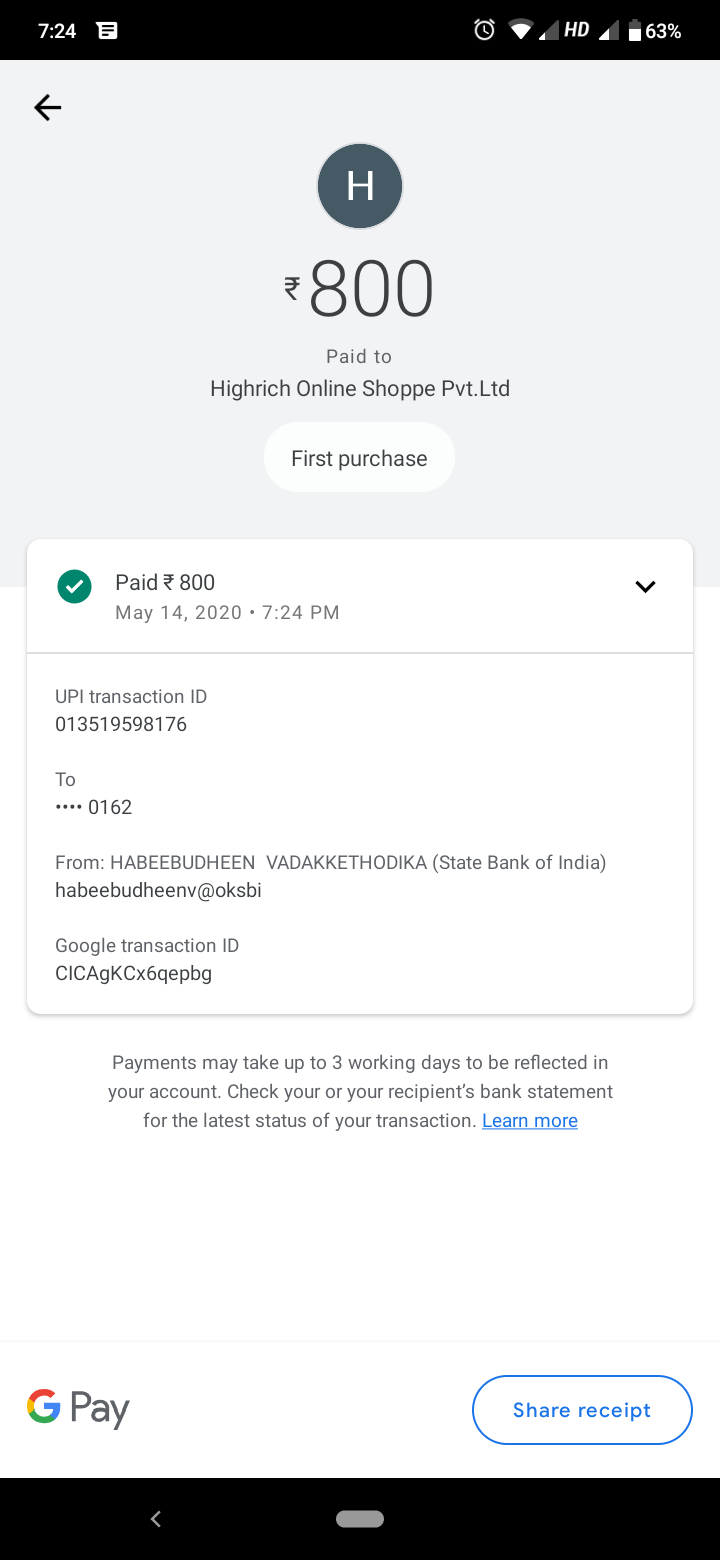 7:24 HD 63%
H
₹800
Paid to
Highrich Online Shoppe Pvt.Ltd
First purchase
Paid ₹ 800
May 14, 2020 • 7:24 PM
UPI transaction ID
013519598176
To
•••• 0162
From: HABEEBUDHEEN  VADAKKETHODIKA (State Bank of India)
habeebudheenv@oksbi
Google transaction ID
CICAgKCx6qepbg
Payments may take up to 3 working days to be reflected in
your account. Check your or your recipient's bank statement
for the latest status of your transaction. Learn more
G Pay
Share receipt